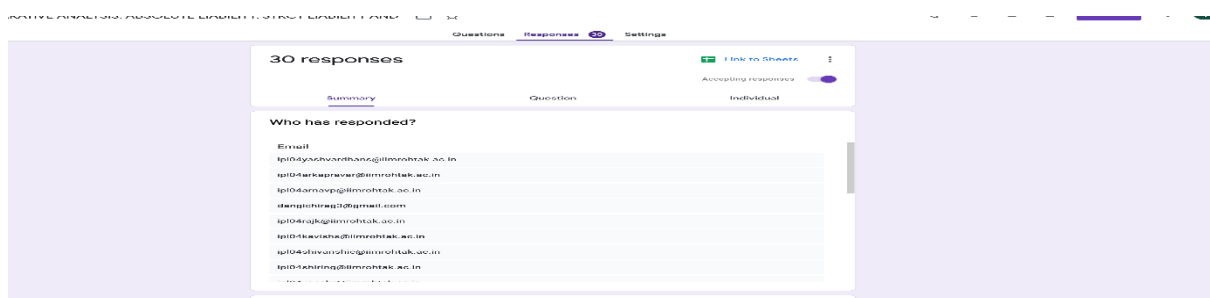 Questions Responses 30 Settings
30 responses
Link to Sheets
Accepting responses
Summary Question Individual
Who has responded?
Email
ipl04yashvardhans@iimrohtak.ac.in
ipl04arkapravar@iimrohtak.ac.in
ipl04arnavp@iimrohtak.ac.in
dangichirag3@gmail.com
ipl04rajk@iimrohtak.ac.in
ipl04kavisha@iimrohtak.ac.in
ipl04shivanshic@iimrohtak.ac.in
ipl04shiring@iimrohtak.ac.in